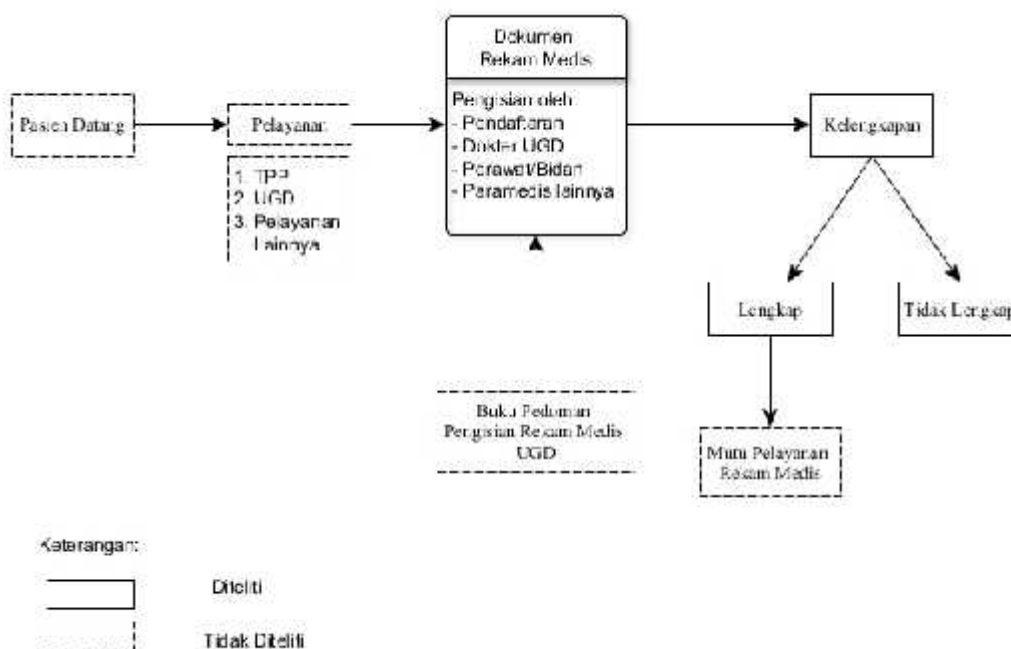 Dokumen
Rekam Medis
Pengisian oleh
- Pendaftaran
- Dokter UGD
- Perawat/Bidan
- Paramedis lainnya
Pasien Datang
Pelayanan
1. TPP
2. UGD
3. Pelayanan
Lainnya
Kelengkapan
Lengkap
Tidak Lengkap
Buku Pedoman
Pengisian Rekam Medis
UGD
Mutu Pelayanan
Rekam Medis
Keterangan:
Diteliti
Tidak Diteliti